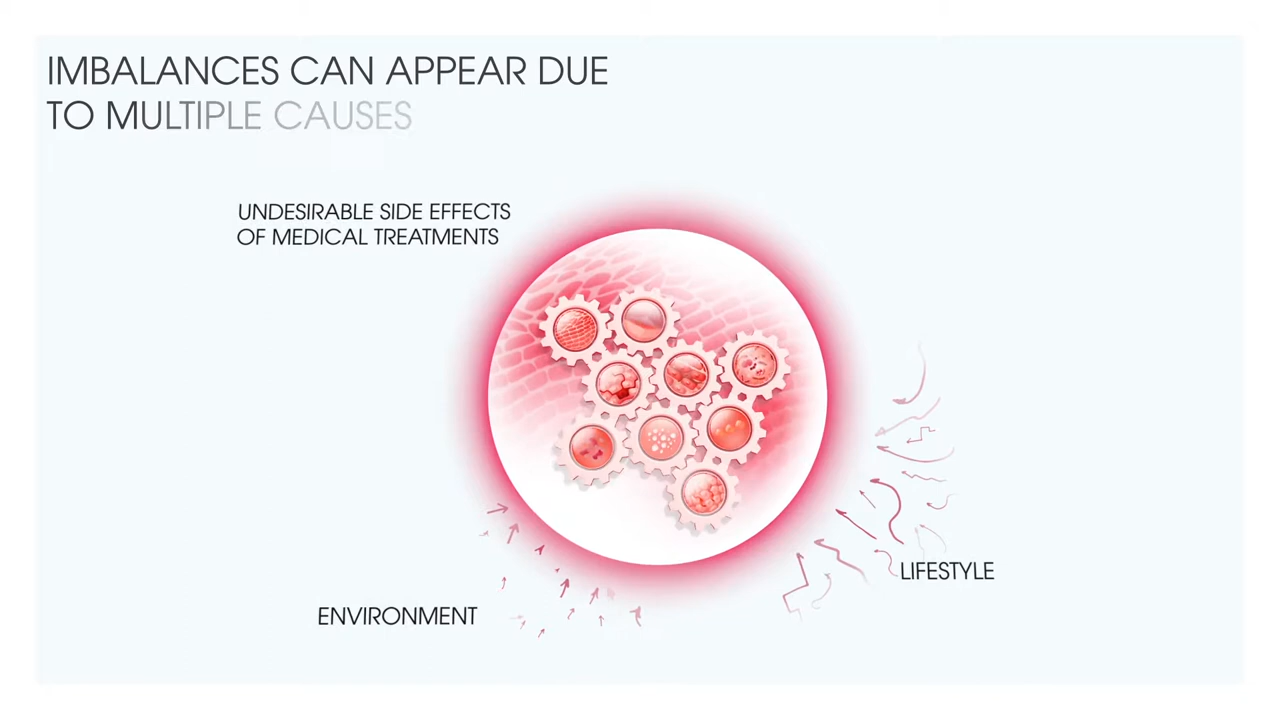 IMBALANCES CAN APPEAR DUE
TO MULTIPLE CAUSES
UNDESIRABLE SIDE EFFECTS
OF MEDICAL TREATMENTS
LIFESTYLE
ENVIRONMENT